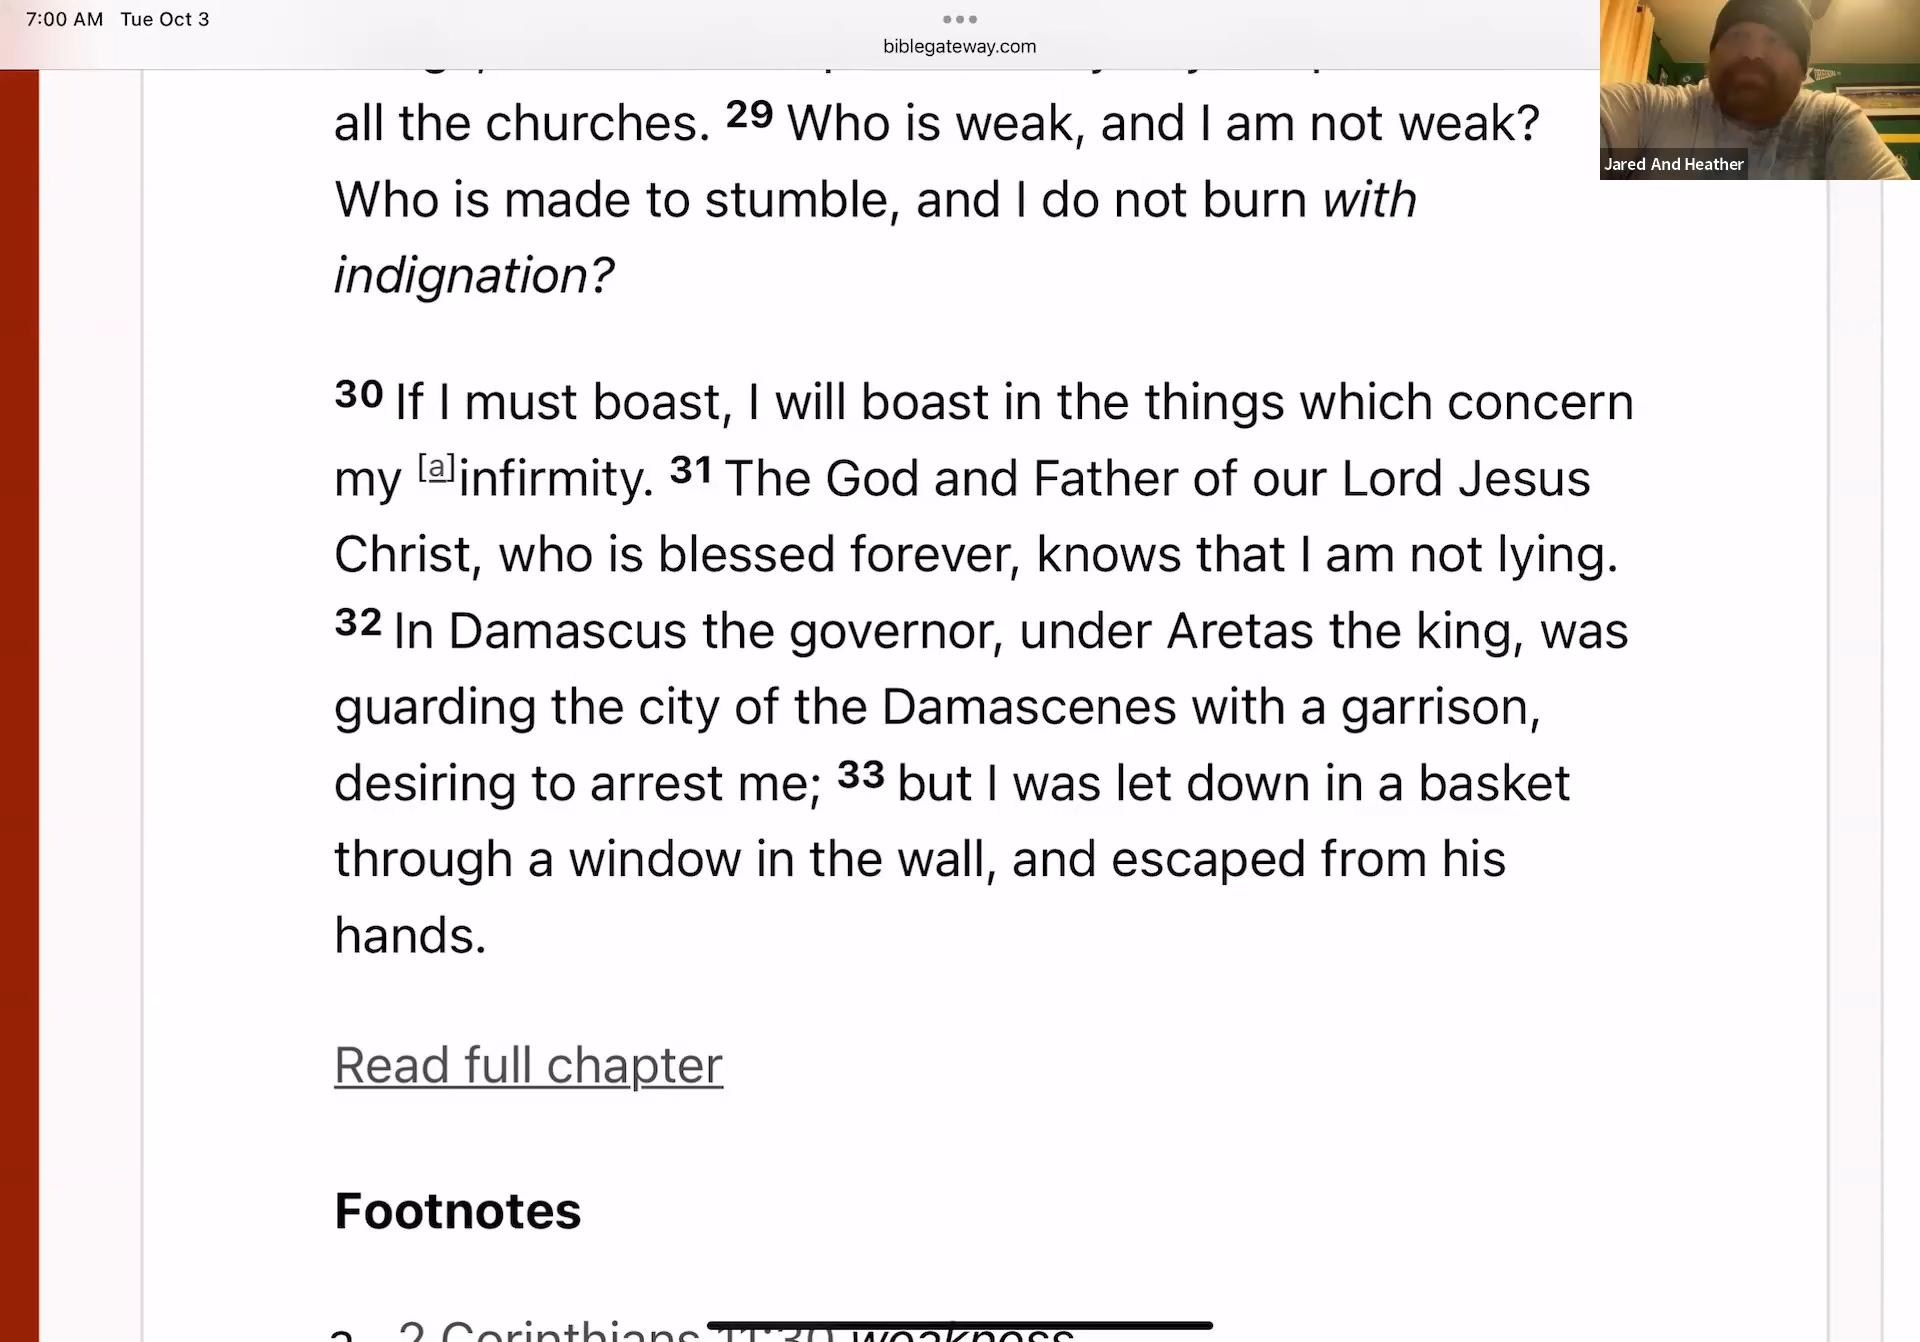 7:00 AM Tue Oct 3
biblegateway.com
Jared And Heather
all the churches. 29 Who is weak, and I am not weak?
Who is made to stumble, and I do not burn with
indignation?
30 If I must boast, I will boast in the things which concern
my [a]infirmity. 31 The God and Father of our Lord Jesus
Christ, who is blessed forever, knows that I am not lying.
32 In Damascus the governor, under Aretas the king, was
guarding the city of the Damascenes with a garrison,
desiring to arrest me; 33 but I was let down in a basket
through a window in the wall, and escaped from his
hands.
Read full chapter
Footnotes
a. 2 Corinthians 11:30 weakness